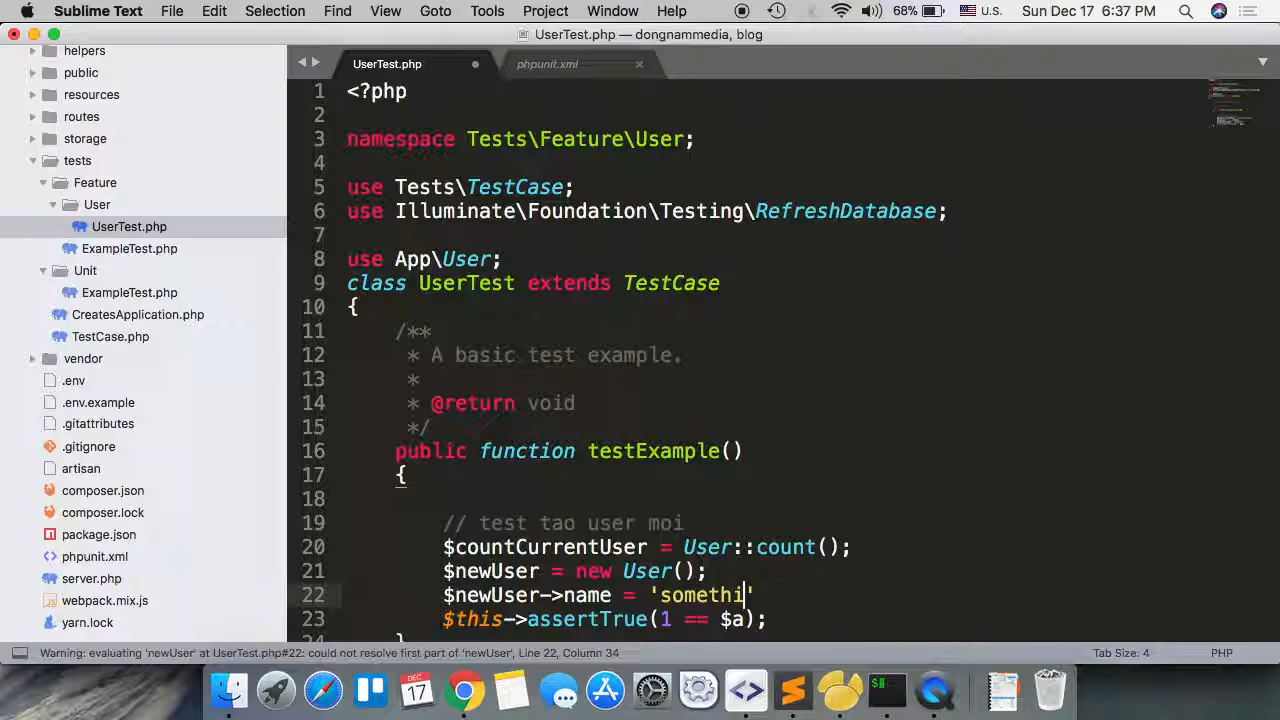 Sublime Text File Edit Selection Find View Goto Tools Project Window Help 68% U.S. Sun Dec 17 6:37 PM
UserTest.php — dongnammedia, blog
helpers
public
resources
routes
storage
tests
Feature
User
UserTest.php
ExampleTest.php
Unit
ExampleTest.php
CreatesApplication.php
TestCase.php
vendor
.env
.env.example
.gitattributes
.gitignore
artisan
composer.json
composer.lock
package.json
phpunit.xml
server.php
webpack.mix.js
yarn.lock
UserTest.php phpunit.xml
1 <?php
2
3 namespace Tests\Feature\User;
4
5 use Tests\TestCase;
6 use Illuminate\Foundation\Testing\RefreshDatabase;
7
8 use App\User;
9 class UserTest extends TestCase
10 {
11 /**
12 * A basic test example.
13 *
14 * @return void
15 */
16 public function testExample()
17 {
18
19 // test tao user moi
20 $countCurrentUser = User::count();
21 $newUser = new User();
22 $newUser->name = 'somethi'
23 $this->assertTrue(1 == $a);
24 }
Warning: evaluating 'newUser' at UserTest.php#22: could not resolve first part of 'newUser', Line 22, Column 34 Tab Size: 4 PHP
DEC
17